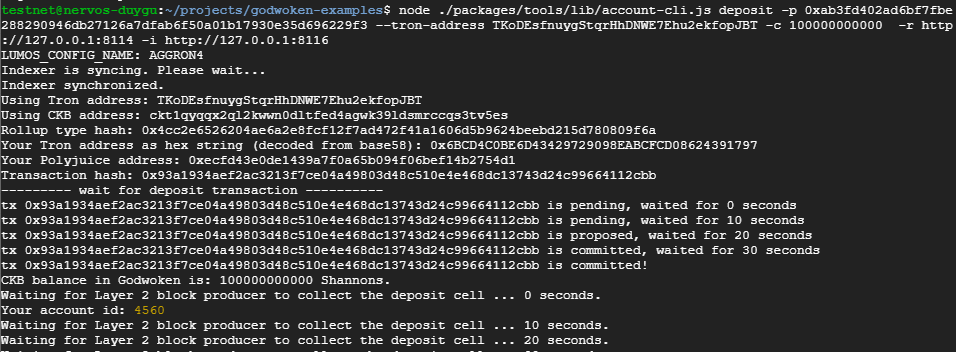 testnet@nervos-duygu:~/projects/godwoken-examples$ node ./packages/tools/lib/account-cli.js deposit -p 0xab3fd402ad6bf7fbe
288290946db27126a7dfab6f50a01b17930e35d696229f3 --tron-address TKoDEsfnuygStqrHhDNWE7Ehu2ekfopJBT -c 100000000000  -r http
://127.0.0.1:8114 -i http://127.0.0.1:8116
LUMOS_CONFIG_NAME: AGGRON4
Indexer is syncing. Please wait...
Indexer synchronized.
Using Tron address: TKoDEsfnuygStqrHhDNWE7Ehu2ekfopJBT
Using CKB address: ckt1qyqqx2ql2kwwn0dltfed4agwk39ldsmrccqs3tv5es
Rollup type hash: 0x4cc2e6526204ae6a2e8fcf12f7ad472f41a1606d5b9624beebd215d780809f6a
Your Tron address as hex string (decoded from base58): 0x6BCD4C0BE6D43429729098EABCFCD08624391797
Your Polyjuice address: 0xecfd43e0de1439a7f0a65b094f06bef14b2754d1
Transaction hash: 0x93a1934aef2ac3213f7ce04a49803d48c510e4e468dc13743d24c99664112cbb
--------- wait for deposit transaction ----------
tx 0x93a1934aef2ac3213f7ce04a49803d48c510e4e468dc13743d24c99664112cbb is pending, waited for 0 seconds
tx 0x93a1934aef2ac3213f7ce04a49803d48c510e4e468dc13743d24c99664112cbb is pending, waited for 10 seconds
tx 0x93a1934aef2ac3213f7ce04a49803d48c510e4e468dc13743d24c99664112cbb is proposed, waited for 20 seconds
tx 0x93a1934aef2ac3213f7ce04a49803d48c510e4e468dc13743d24c99664112cbb is committed, waited for 30 seconds
tx 0x93a1934aef2ac3213f7ce04a49803d48c510e4e468dc13743d24c99664112cbb is committed!
CKB balance in Godwoken is: 100000000000 Shannons.
Waiting for Layer 2 block producer to collect the deposit cell ... 0 seconds.
Your account id: 4560
Waiting for Layer 2 block producer to collect the deposit cell ... 10 seconds.
Waiting for Layer 2 block producer to collect the deposit cell ... 20 seconds.